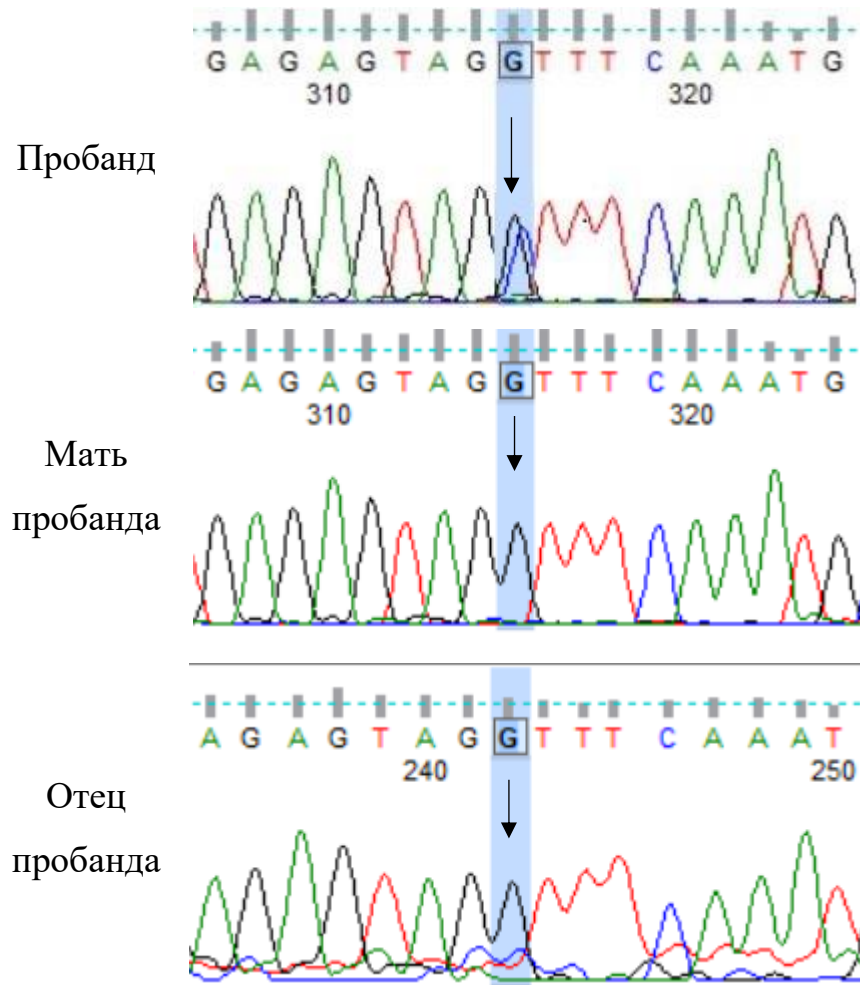 G A G A G T A G G T T T C A A A T G
310 320
Пробанд
G A G A G T A G G T T T C A A A T G
310 320
Мать
пробанда
A G A G T A G G T T T C A A A T
240 250
Отец
пробанда